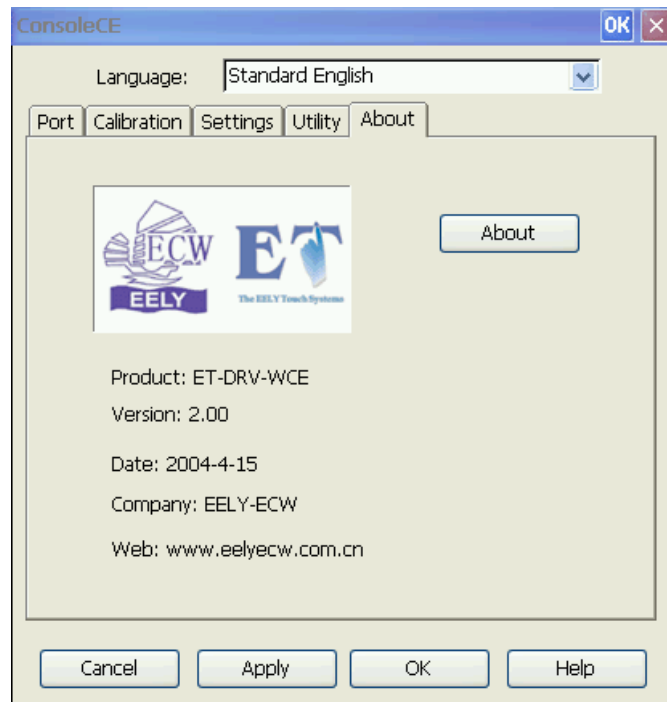 ConsoleCE OK
Language: Standard English
Port Calibration Settings Utility About
ECW
EELY
ET
The EELY Touch Systems
About
Product: ET-DRV-WCE
Version: 2.00
Date: 2004-4-15
Company: EELY-ECW
Web: www.eelyecw.com.cn
Cancel Apply OK Help